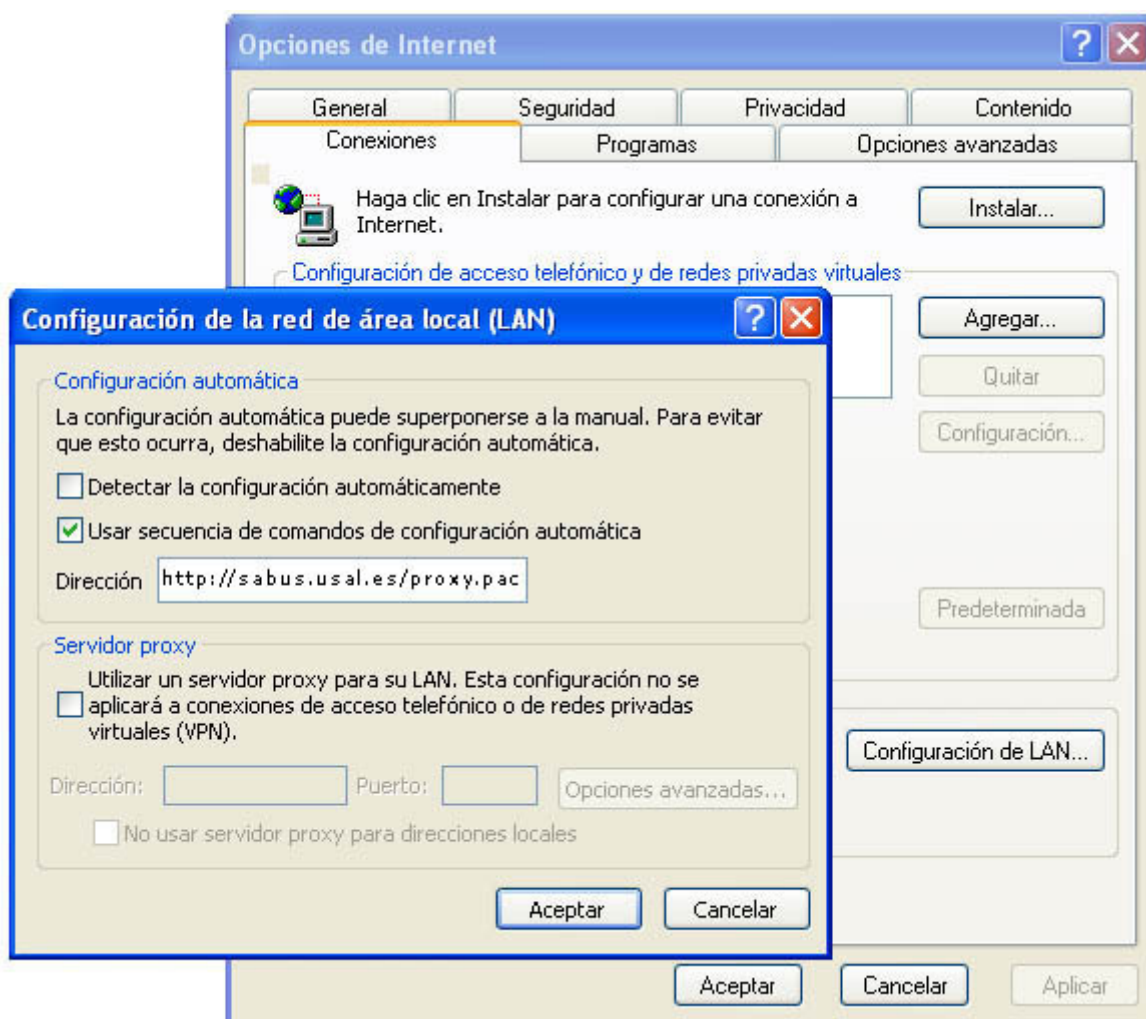 Opciones de Internet
General
Seguridad
Privacidad
Contenido
Conexiones
Programas
Opciones avanzadas
Haga clic en Instalar para configurar una conexión a
Internet.
Instalar...
Configuración de acceso telefónico y de redes privadas virtuales
Agregar...
Quitar
Configuración...
Predeterminada
Configuración de LAN...
Configuración de la red de área local (LAN)
Configuración automática
La configuración automática puede superponerse a la manual. Para evitar
que esto ocurra, deshabilite la configuración automática.
Detectar la configuración automáticamente
Usar secuencia de comandos de configuración automática
Dirección
http://sabus.usal.es/proxy.pac
Servidor proxy
Utilizar un servidor proxy para su LAN. Esta configuración no se
aplicará a conexiones de acceso telefónico o de redes privadas
virtuales (VPN).
Dirección:
Puerto:
Opciones avanzadas...
No usar servidor proxy para direcciones locales
Aceptar
Cancelar
Aceptar
Cancelar
Aplicar